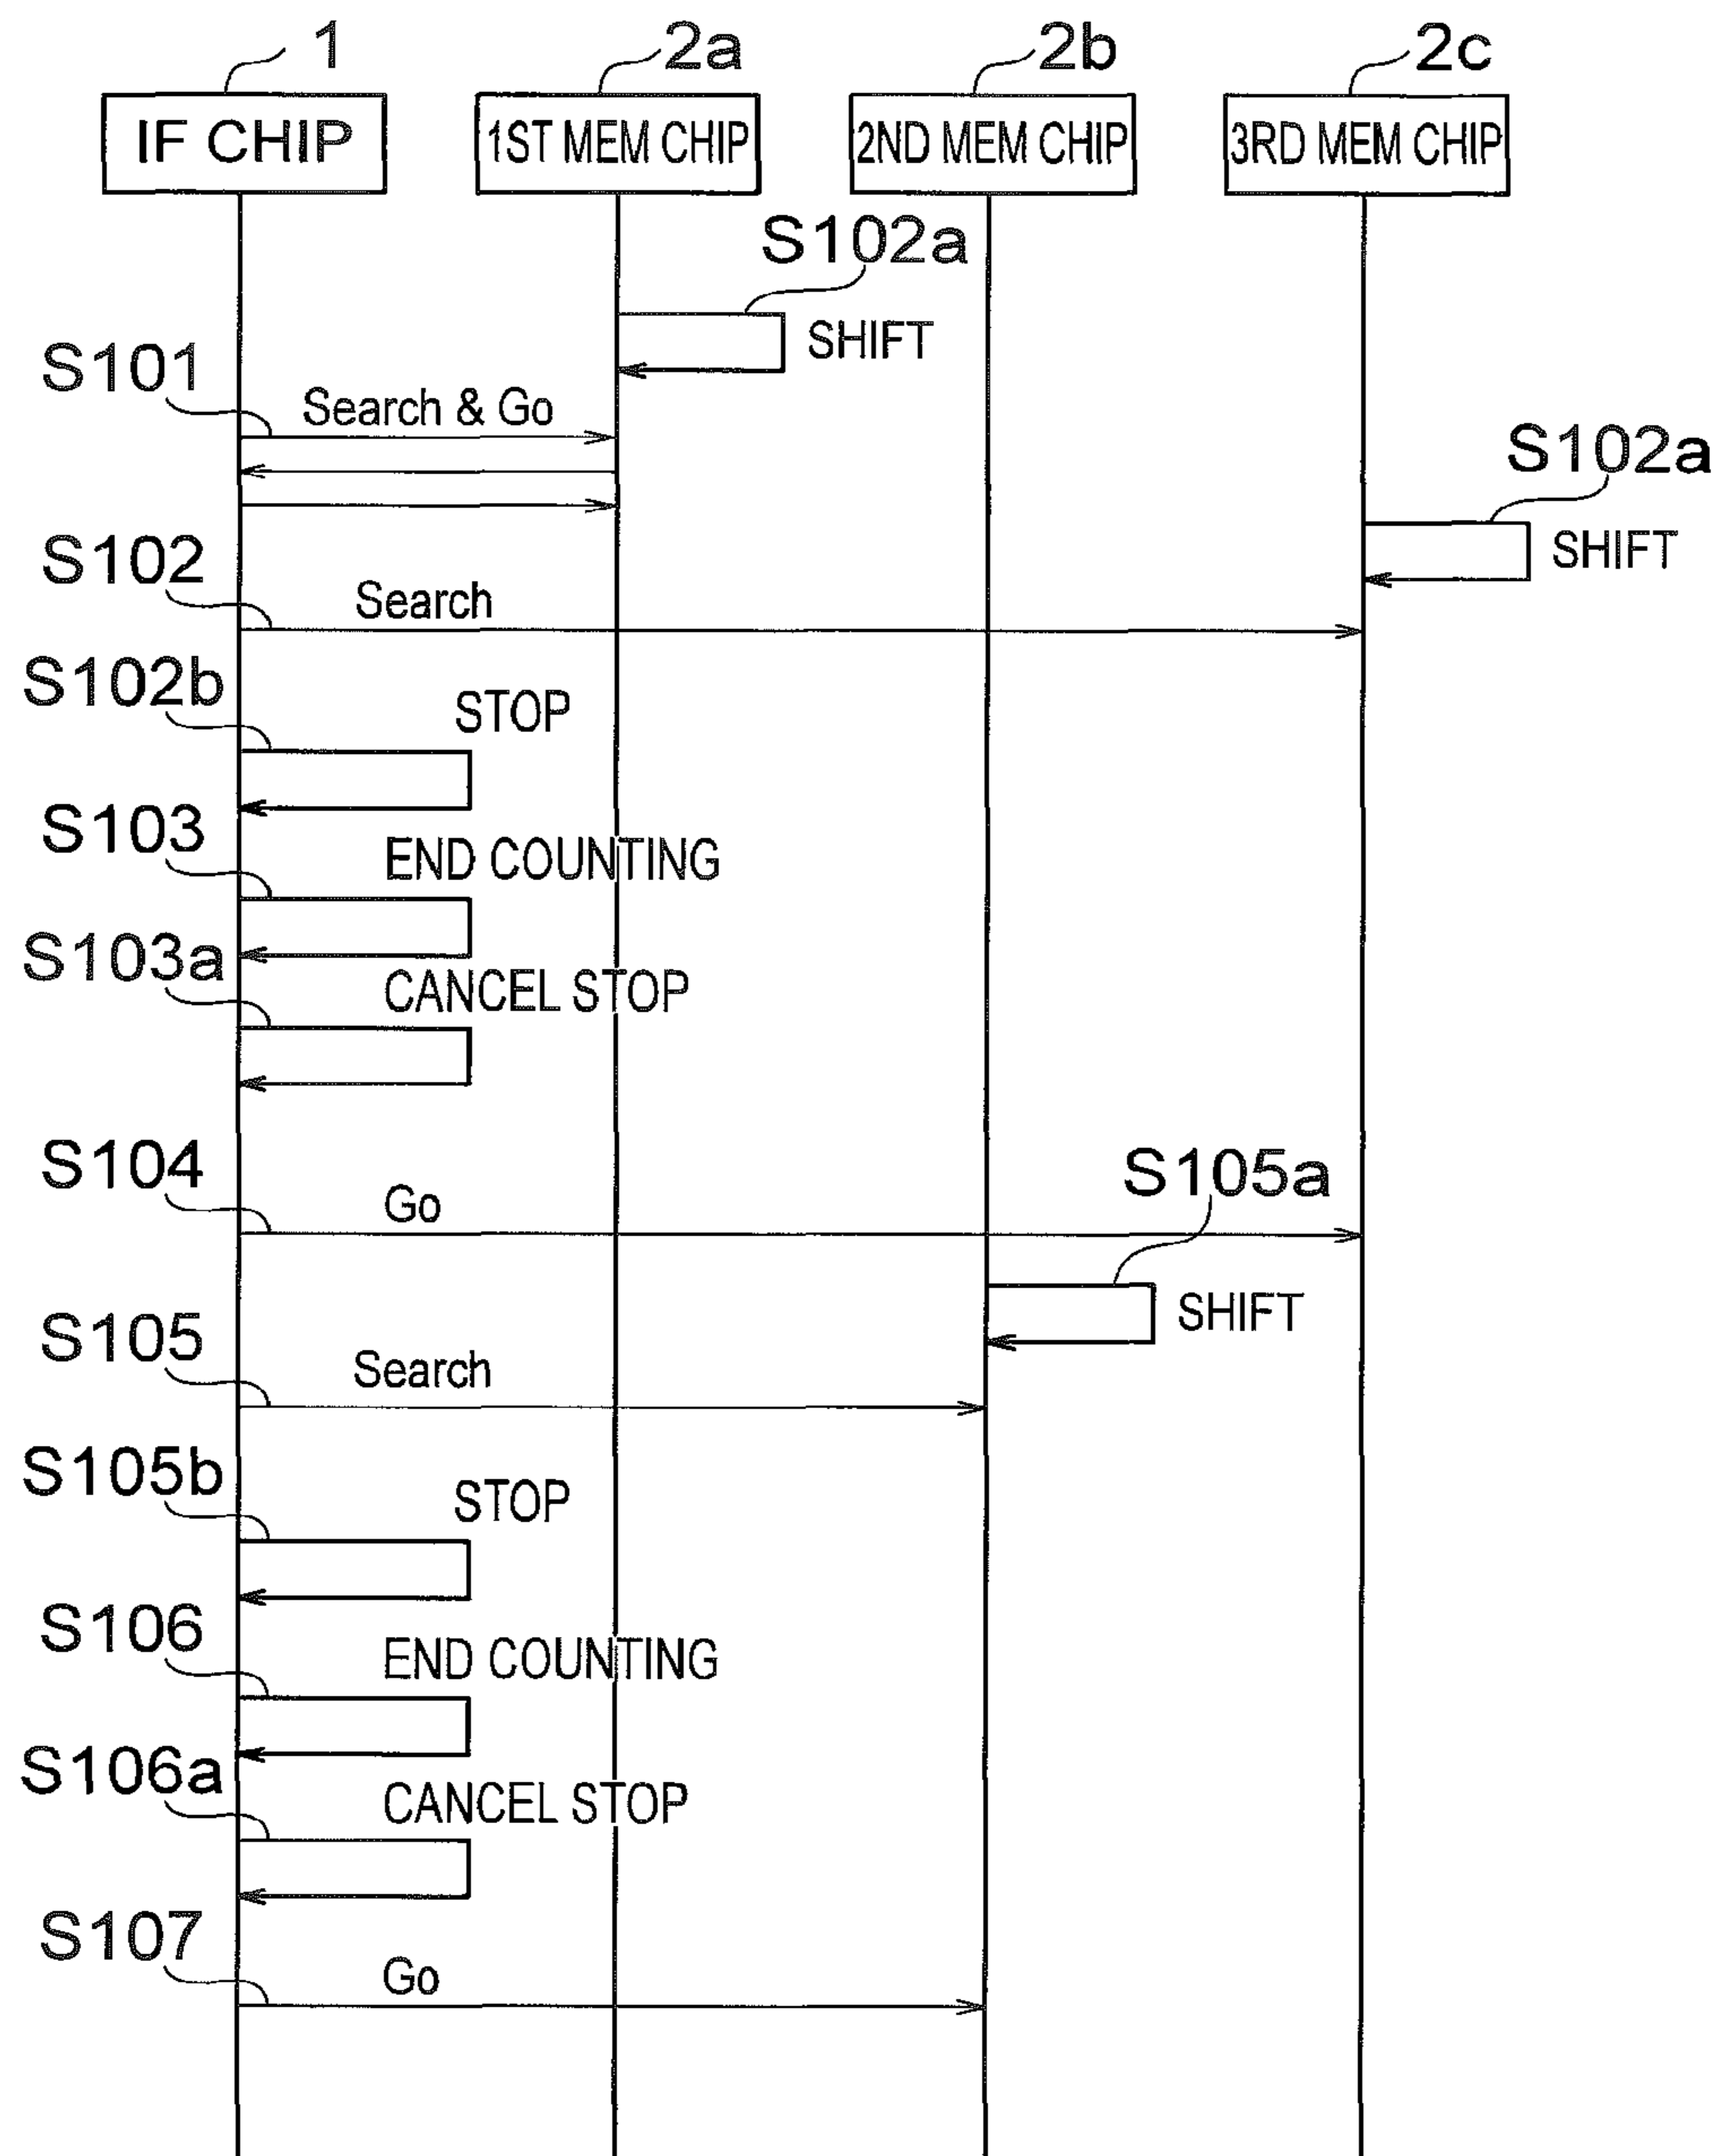 1
2a
2b
2c
IF CHIP
1ST MEM CHIP
2ND MEM CHIP
3RD MEM CHIP
S102a
SHIFT
S101
Search & Go
S102a
SHIFT
S102
Search
S102b
STOP
S103
END COUNTING
S103a
CANCEL STOP
S104
Go
S105a
SHIFT
S105
Search
S105b
STOP
S106
END COUNTING
S106a
CANCEL STOP
S107
Go